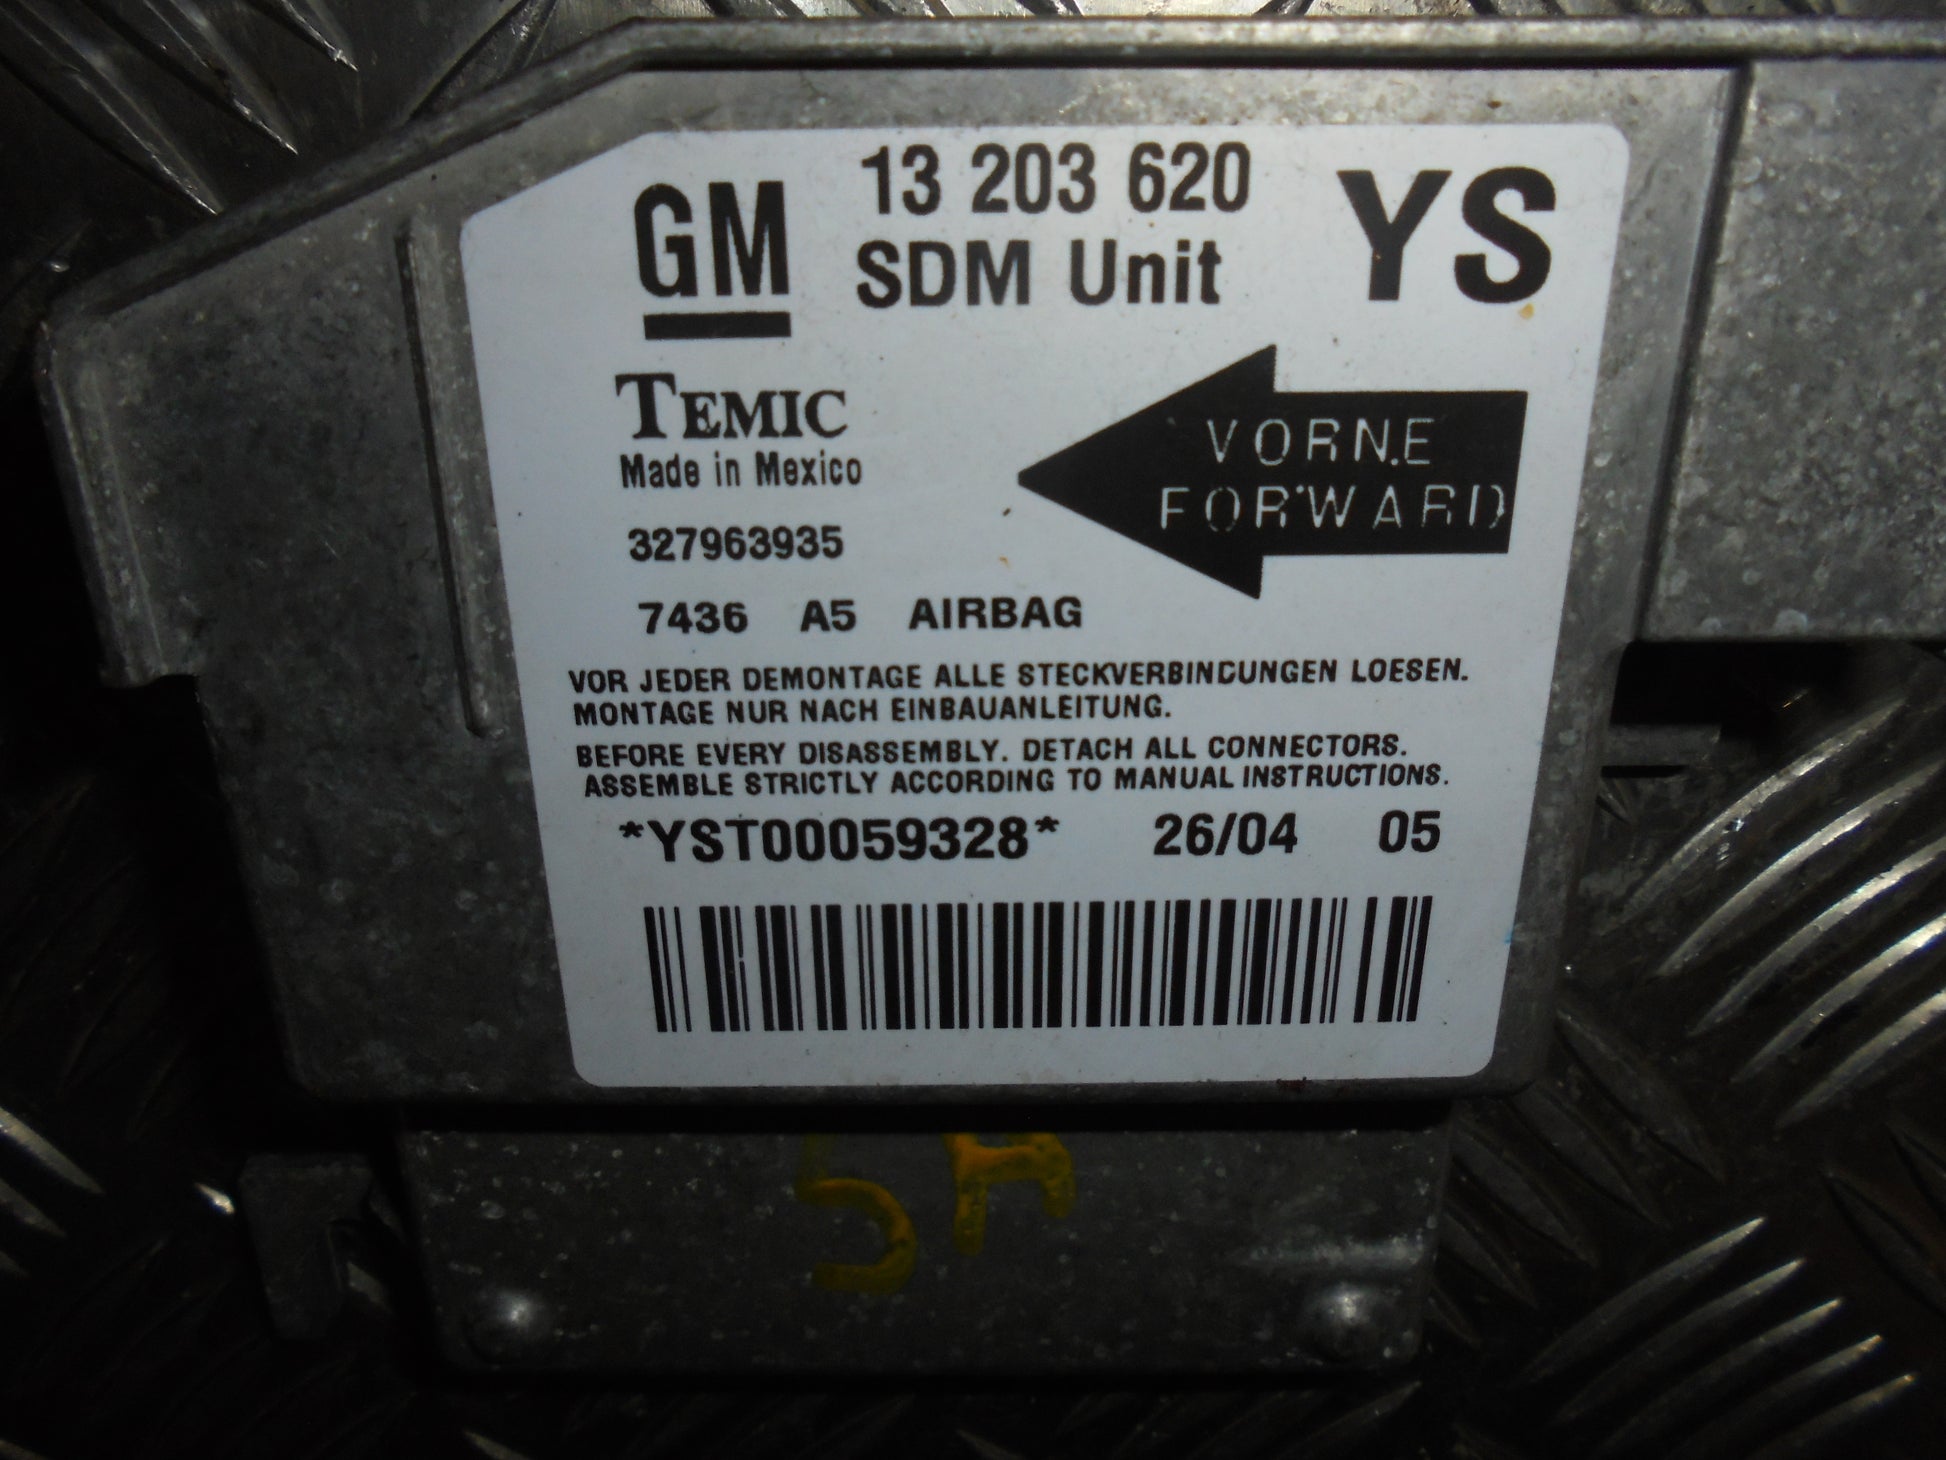 GM 13 203 620 YS
SDM Unit
TEMIC
Made in Mexico
VORNE
FORWARD
327963935
7436 A5 AIRBAG
VOR JEDER DEMONTAGE ALLE STECKVERBINDUNGEN LOESEN.
MONTAGE NUR NACH EINBAUANLEITUNG.
BEFORE EVERY DISASSEMBLY. DETACH ALL CONNECTORS.
ASSEMBLE STRICTLY ACCORDING TO MANUAL INSTRUCTIONS.
*YST00059328* 26/04 05
5H